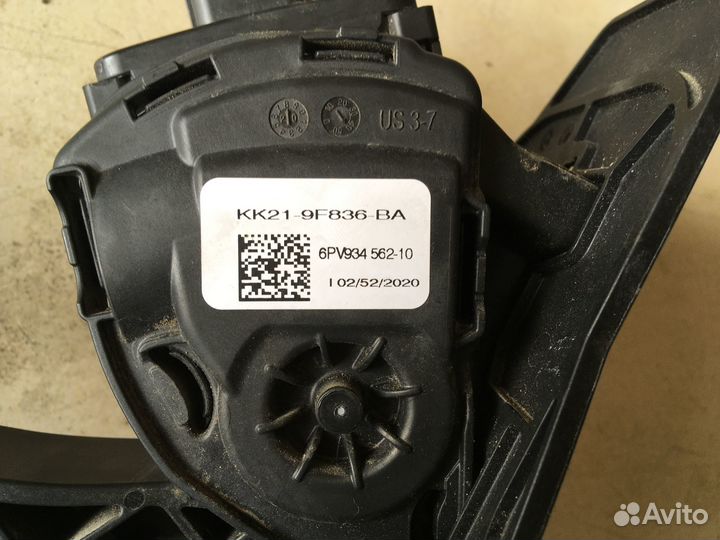 US 3-7
KK21-9F836-BA
6PV934 562-10
I 02/52/2020
Avito